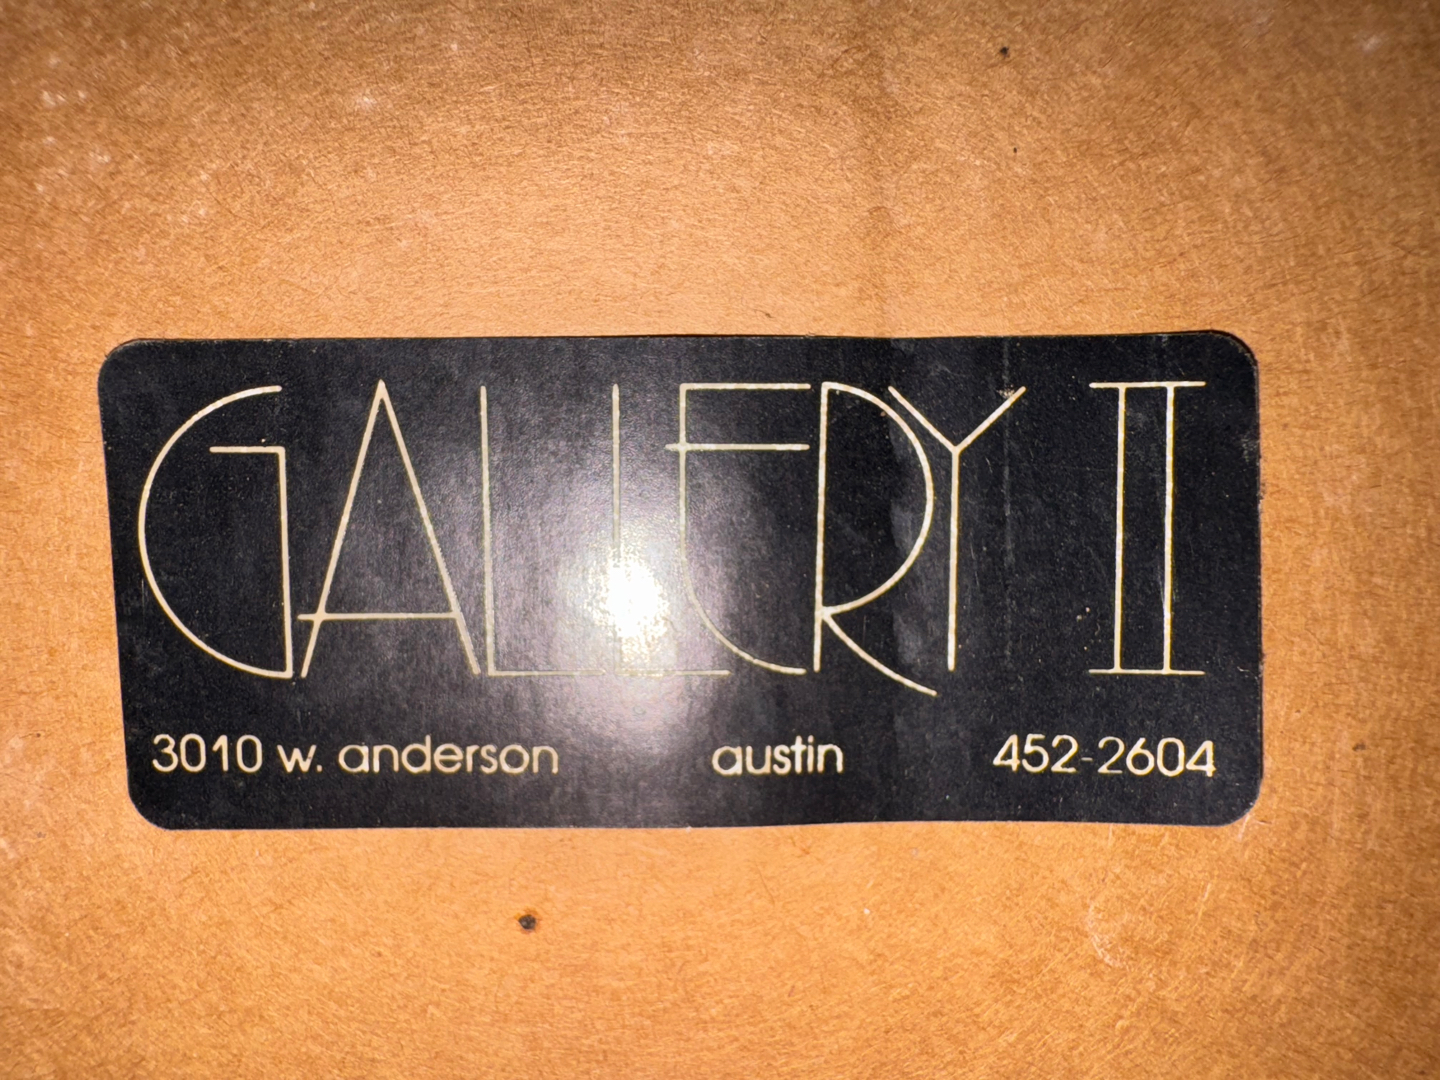 GALLERY II
3010 w. anderson austin 452-2604